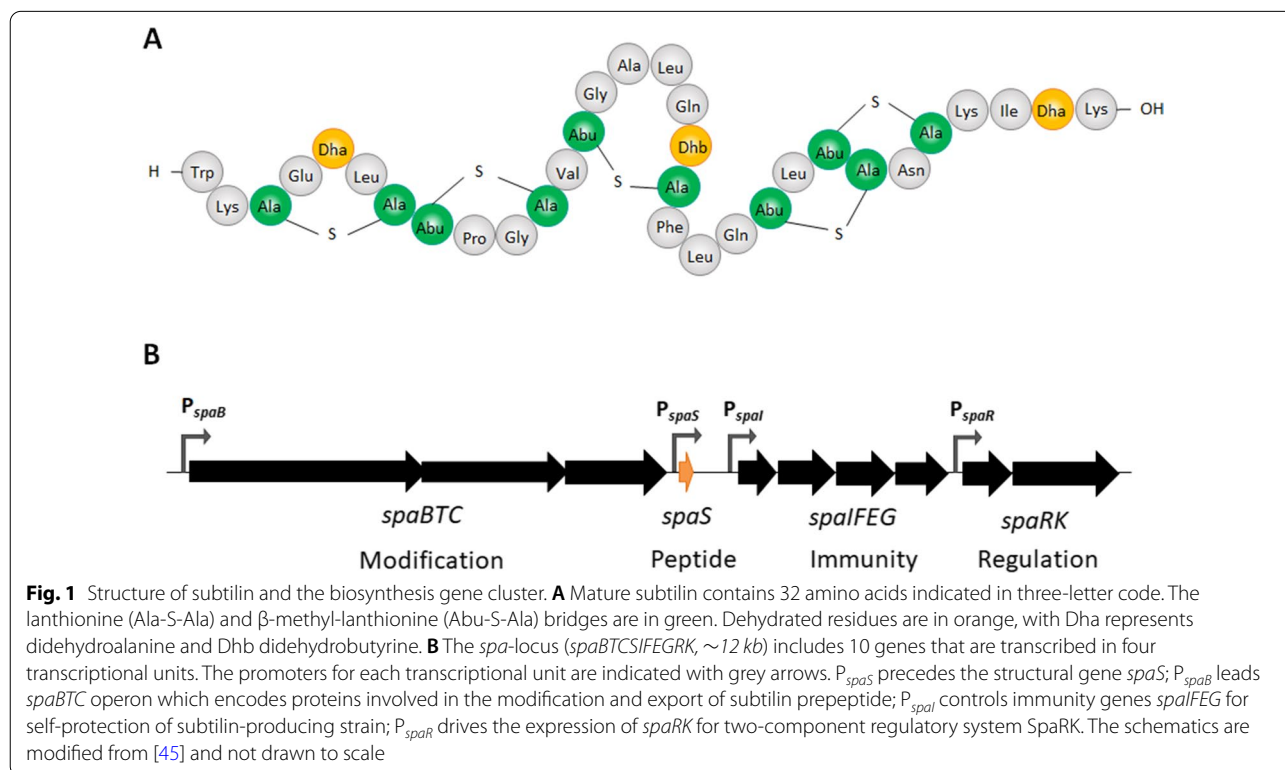 A
H Trp Lys Ala Glu Dha Leu Ala Abu Pro Gly Ala Val Abu Gly Ala Leu Gln Dhb Ala Phe Leu Gln Abu Leu Abu Ala Asn Ala Lys Ile Dha Lys OH
S S S S S
B
PspaB PspaS PspaI PspaR
spaBTC spaS spaIFEG spaRK
Modification Peptide Immunity Regulation
Fig. 1 Structure of subtilin and the biosynthesis gene cluster. A Mature subtilin contains 32 amino acids indicated in three-letter code. The
lanthionine (Ala-S-Ala) and β-methyl-lanthionine (Abu-S-Ala) bridges are in green. Dehydrated residues are in orange, with Dha represents
didehydroalanine and Dhb didehydrobutyrine. B The spa-locus (spaBTCSIFEGRK, ~12 kb) includes 10 genes that are transcribed in four
transcriptional units. The promoters for each transcriptional unit are indicated with grey arrows. PspaS precedes the structural gene spaS; PspaB leads
spaBTC operon which encodes proteins involved in the modification and export of subtilin prepeptide; PspaI controls immunity genes spaIFEG for
self-protection of subtilin-producing strain; PspaR drives the expression of spaRK for two-component regulatory system SpaRK. The schematics are
modified from [45] and not drawn to scale